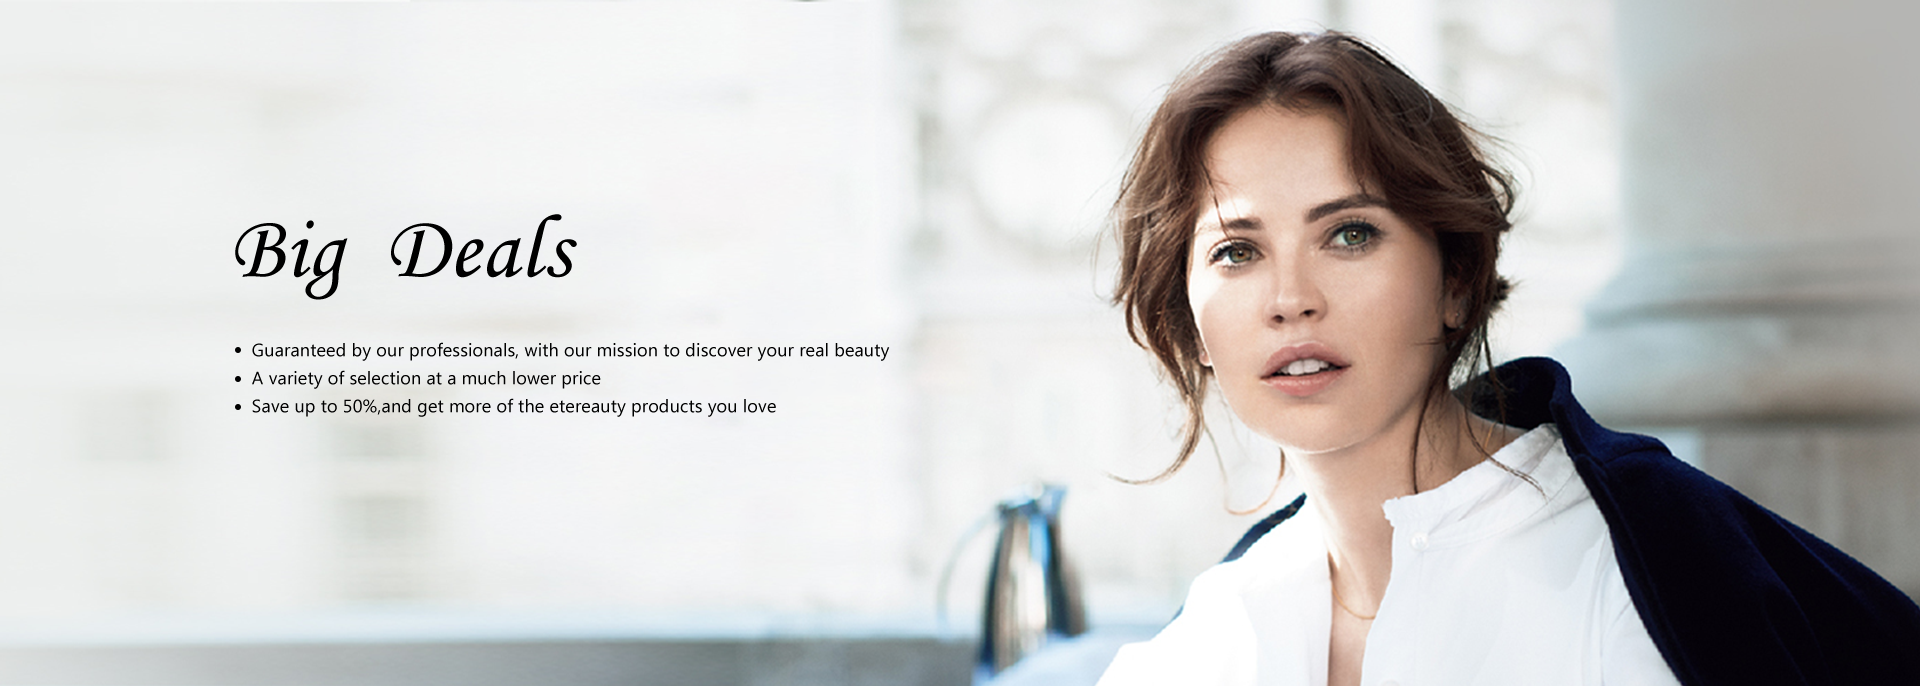 Big Deals
• Guaranteed by our professionals, with our mission to discover your real beauty
• A variety of selection at a much lower price
• Save up to 50%,and get more of the etereauty products you love